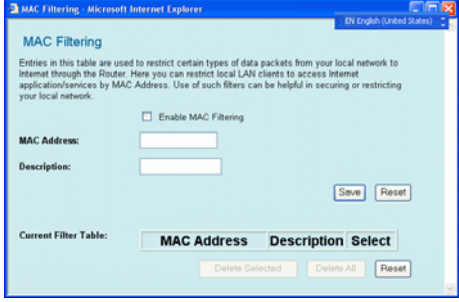 MAC Filtering - Microsoft Internet Explorer
EN English (United States)
MAC Filtering
Entries in this table are used to restrict certain types of data packets from your local network to
Internet through the Router. Here you can restrict local LAN clients to access Internet
application/services by MAC Address. Use of such filters can be helpful in securing or restricting
your local network.
Enable MAC Filtering
MAC Address:
Description:
Save Reset
Current Filter Table:
MAC Address Description Select
Delete Selected Delete All Reset